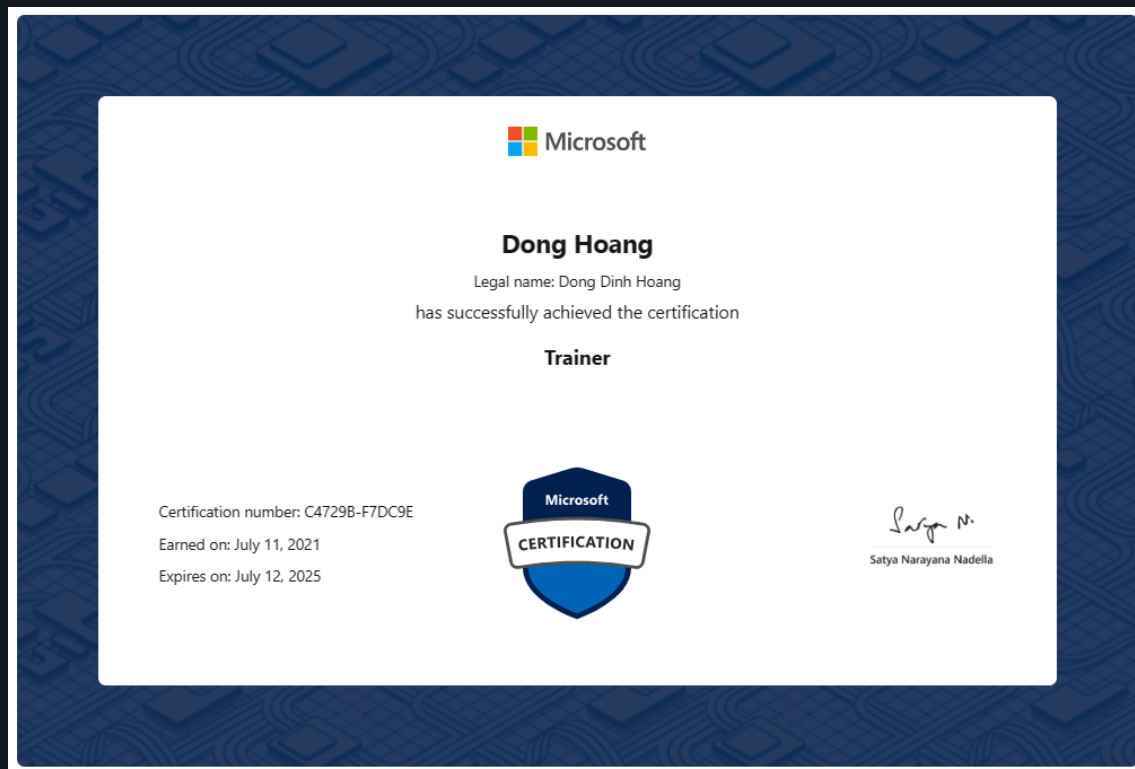 Microsoft
Dong Hoang
Legal name: Dong Dinh Hoang
has successfully achieved the certification
Trainer
Certification number: C4729B-F7DC9E
Earned on: July 11, 2021
Expires on: July 12, 2025
Microsoft
CERTIFICATION
Satya N.
Satya Narayana Nadella